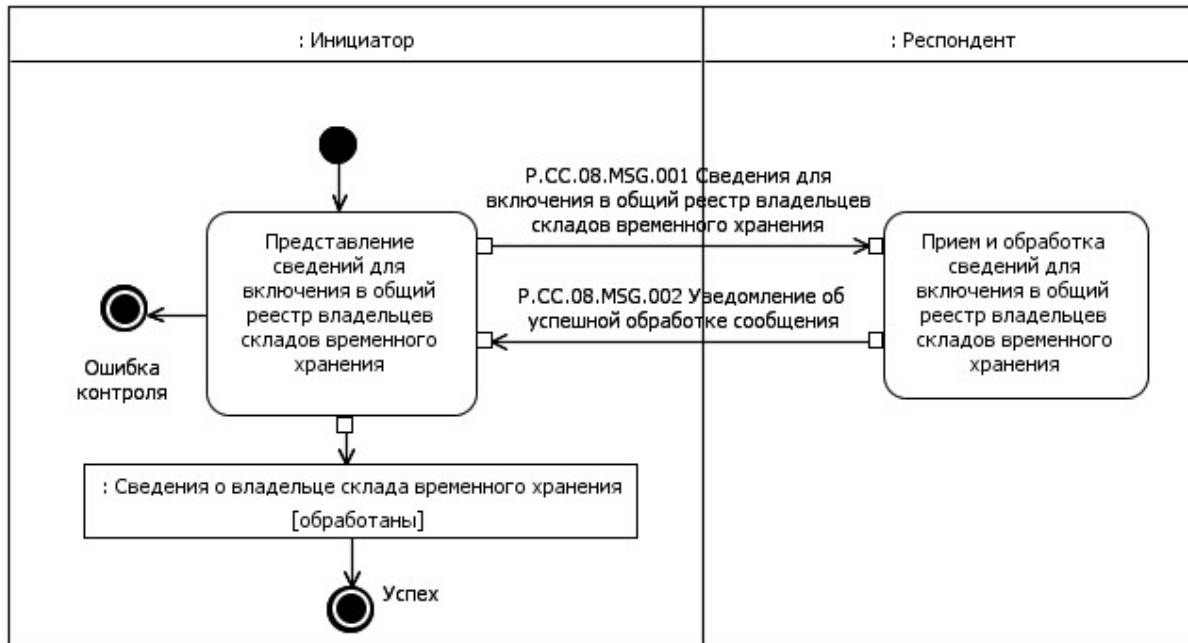 : Инициатор
: Респондент
P.CC.08.MSG.001 Сведения для
включения в общий реестр владельцев
складов временного хранения
Представление
сведений для
включения в общий
реестр владельцев
складов временного
хранения
Прием и обработка
сведений для
включения в общий
реестр владельцев
складов временного
хранения
P.CC.08.MSG.002 Уведомление об
успешной обработке сообщения
Ошибка
контроля
: Сведения о владельце склада временного хранения
[обработаны]
Успех